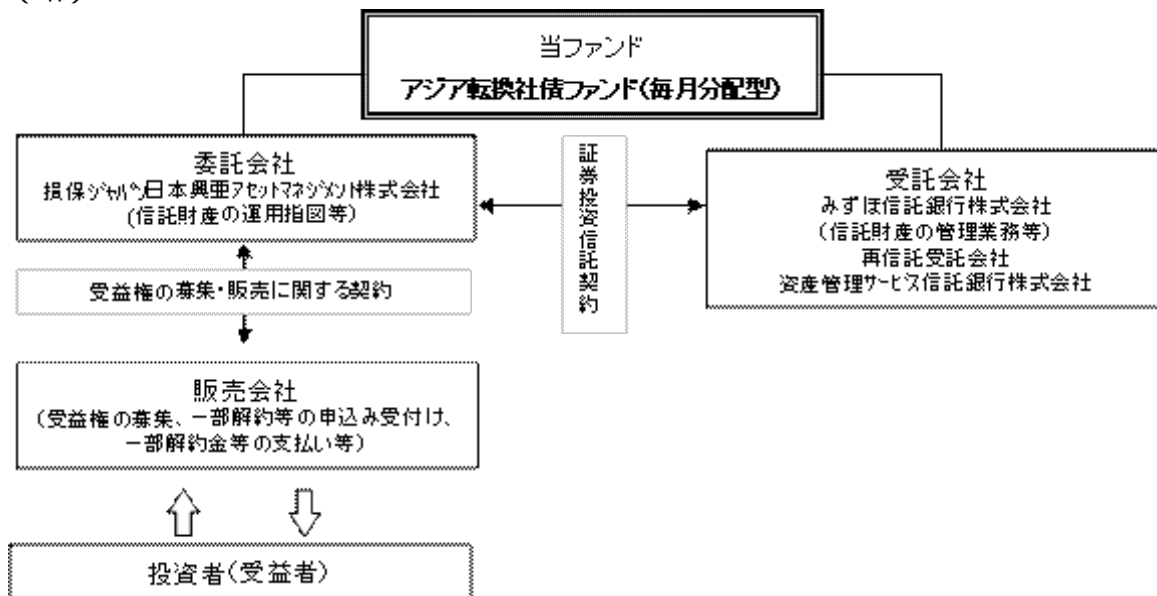 当ファンド
アジア転換社債ファンド(毎月分配型)
委託会社
損保ジャパン日本興亜アセットマネジメント株式会社
(信託財産の運用指図等)
証券投資信託契約
受託会社
みずほ信託銀行株式会社
(信託財産の管理業務等)
再信託受託会社
資産管理サービス信託銀行株式会社
受益権の募集・販売に関する契約
販売会社
(受益権の募集、一部解約等の申込み受付け、
一部解約金等の支払い等)
投資者(受益者)